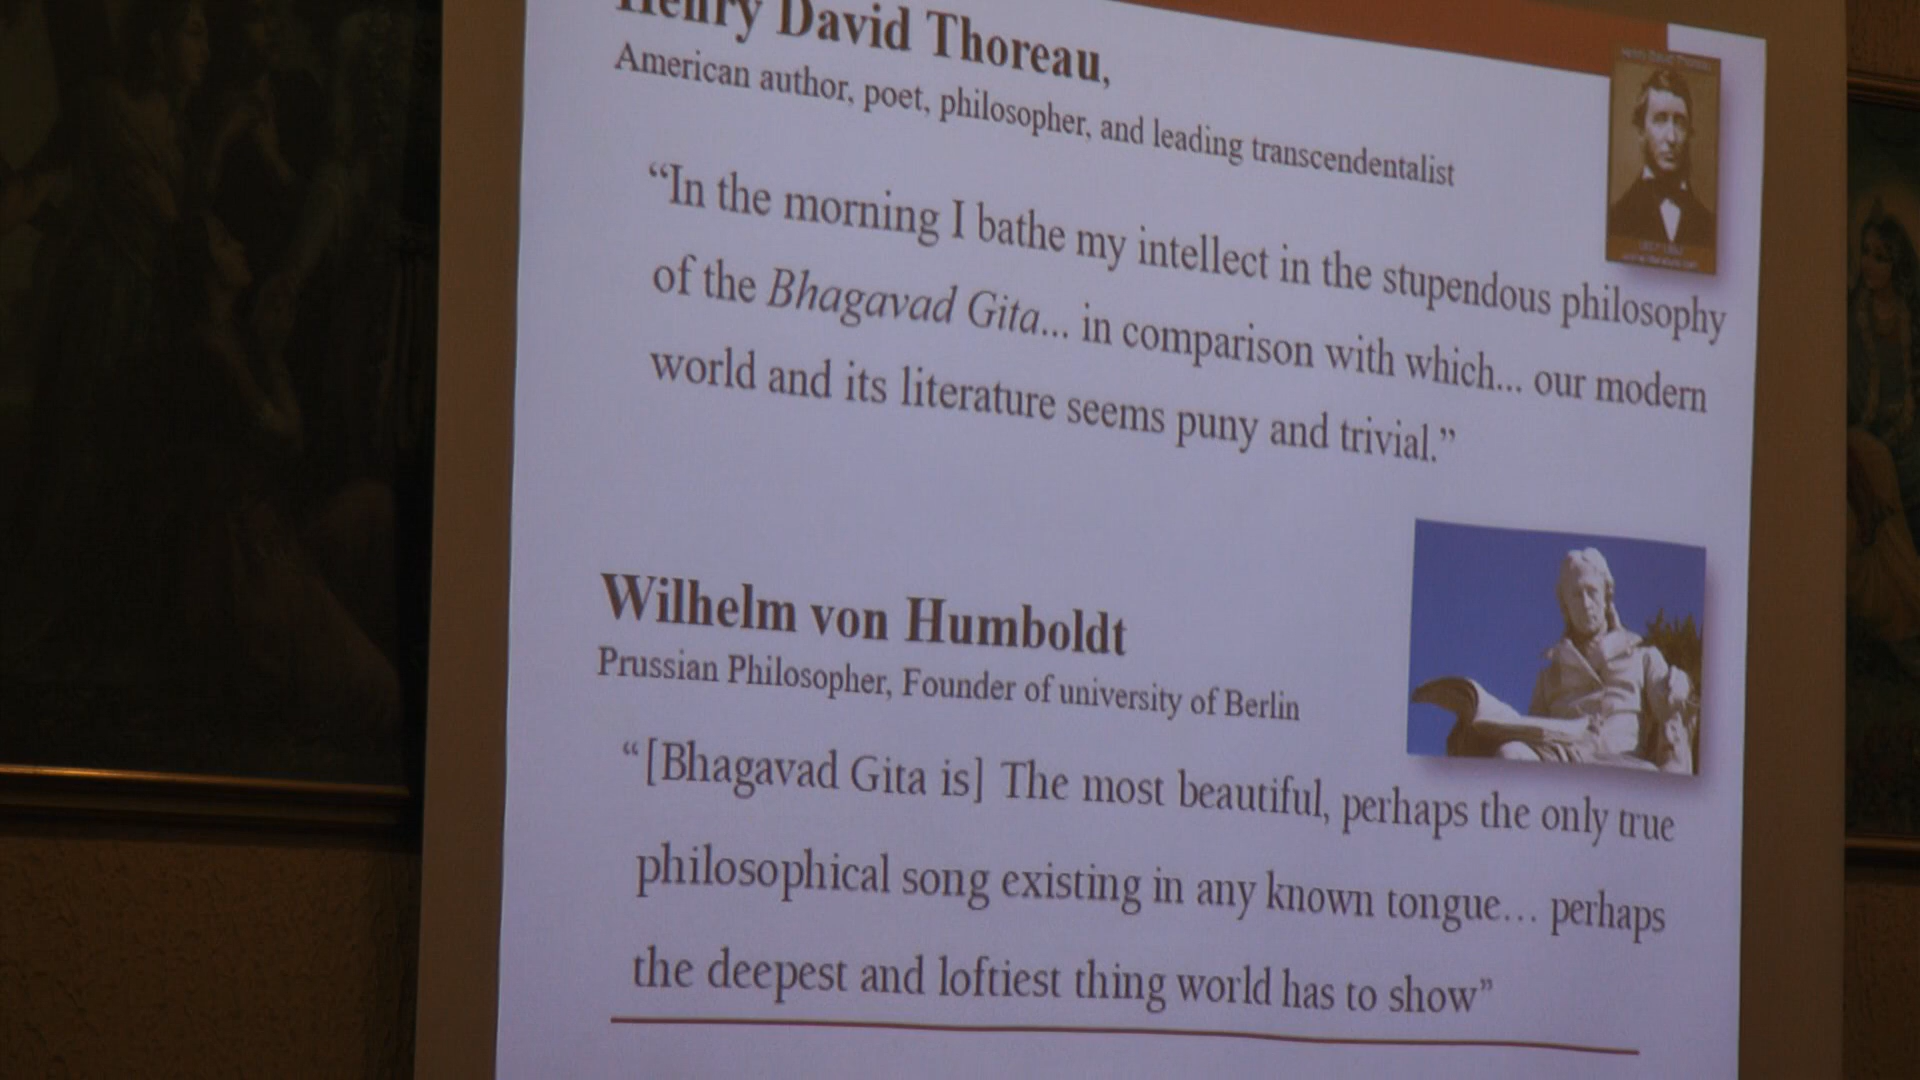 Henry David Thoreau,
American author, poet, philosopher, and leading transcendentalist
“In the morning I bathe my intellect in the stupendous philosophy
of the Bhagavad Gita... in comparison with which... our modern
world and its literature seems puny and trivial.”
Wilhelm von Humboldt
Prussian Philosopher, Founder of university of Berlin
“[Bhagavad Gita is] The most beautiful, perhaps the only true
philosophical song existing in any known tongue… perhaps
the deepest and loftiest thing world has to show”